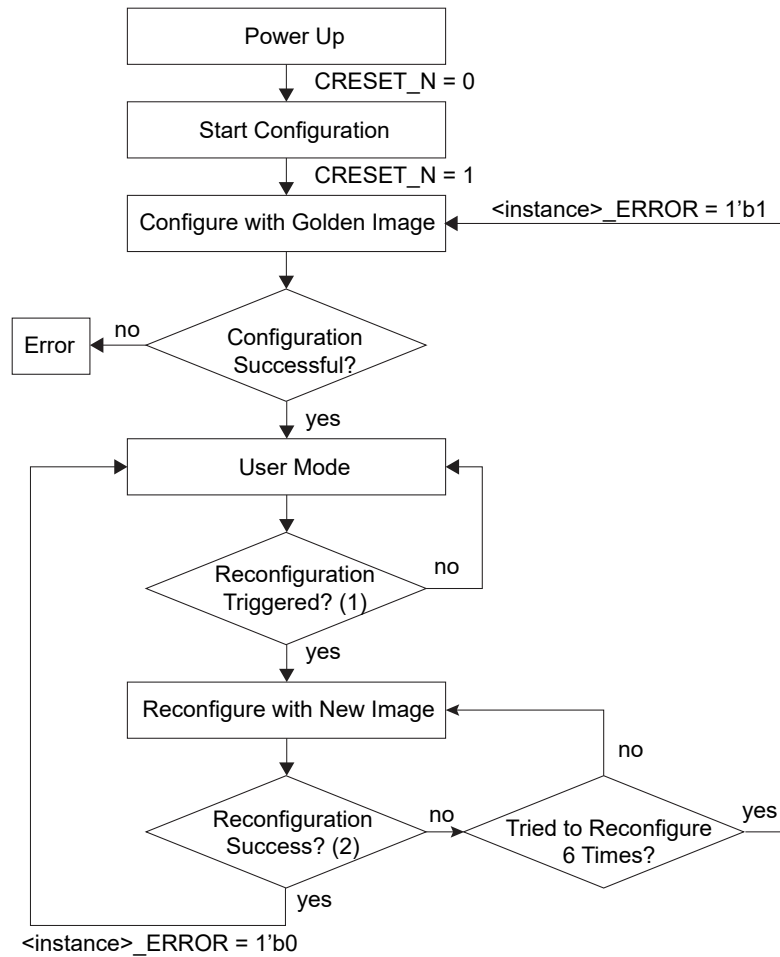 Power Up
CRESET_N = 0
Start Configuration
CRESET_N = 1
Configure with Golden Image
<instance>_ERROR = 1'b1
Configuration
Successful?
no
Error
yes
User Mode
Reconfiguration
Triggered? (1)
no
yes
Reconfigure with New Image
no
Reconfiguration
Success? (2)
no
Tried to Reconfigure
6 Times?
yes
yes
<instance>_ERROR = 1'b0